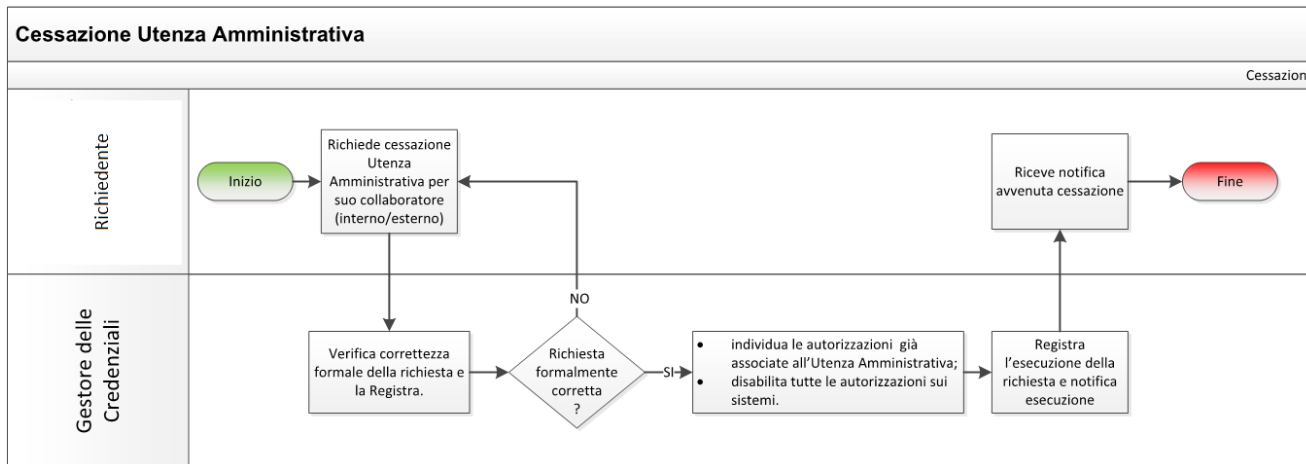 Cessazione Utenza Amministrativa
Cessazion
Richiedente
Inizio
Richiede cessazione
Utenza
Amministrativa per
suo collaboratore
(interno/esterno)
Riceve notifica
avvenuta cessazione
Fine
Gestore delle
Credenziali
Verifica correttezza
formale della richiesta e
la Registra.
NO
Richiesta
formalmente
corretta
?
SI
• individua le autorizzazioni già
associate all'Utenza Amministrativa;
• disabilita tutte le autorizzazioni sui
sistemi.
Registra
l'esecuzione della
richiesta e notifica
esecuzione